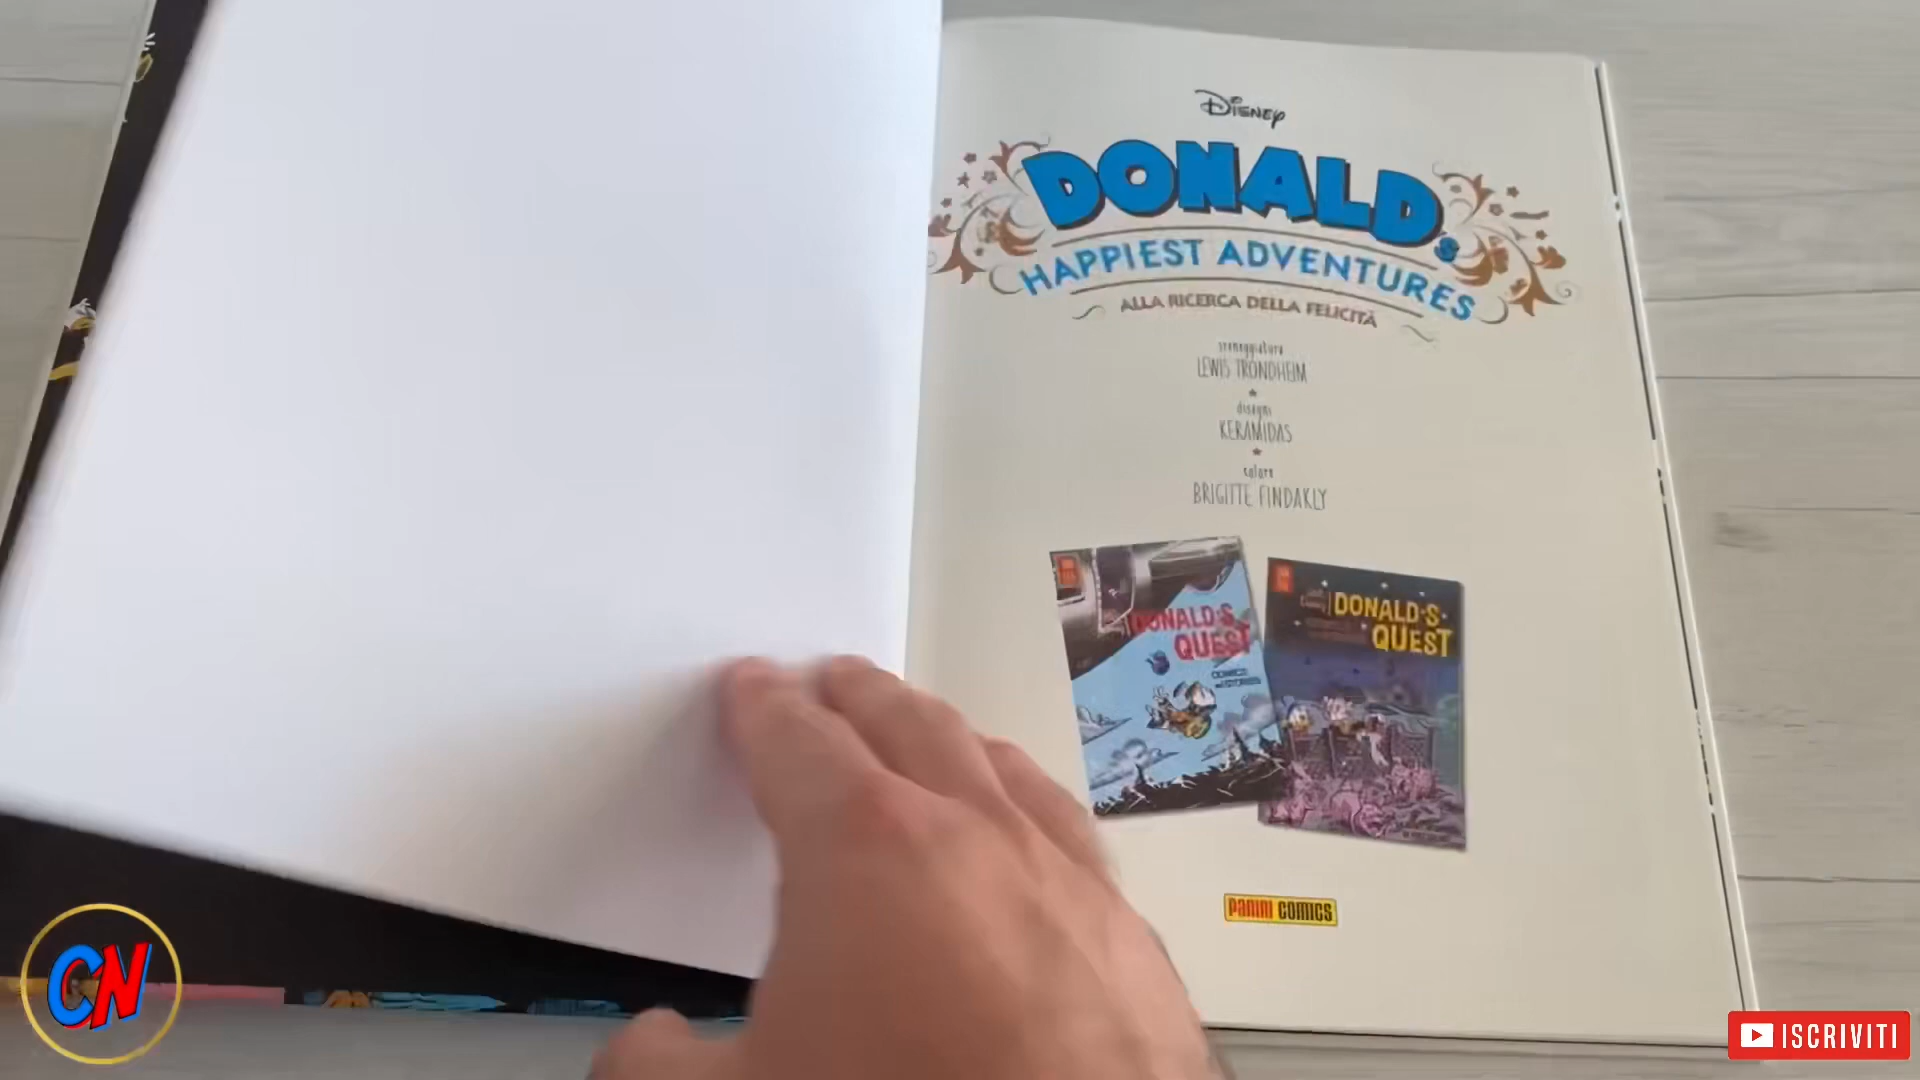 DISNEY
DONALD's
HAPPIEST ADVENTURES
ALLA RICERCA DELLA FELICITÀ
sceneggiatura
LEWIS TRONDHEIM
disegni
KERAMIDAS
colore
BRIGITTE FINDAKLY
DONALD'S
QUEST
DONALD'S
QUEST
PANINI COMICS
CN
ISCRIVITI